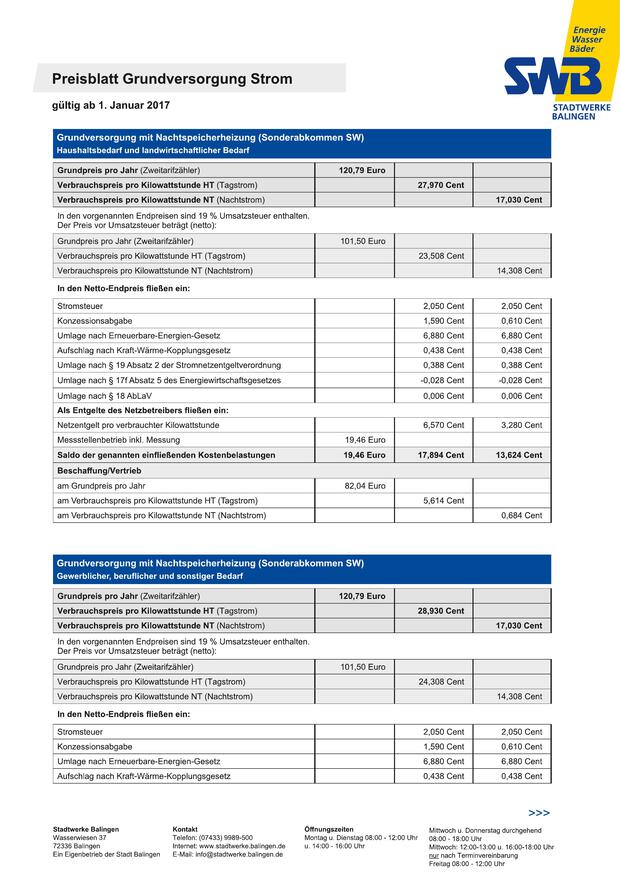 Energie
Wasser
Bäder
SWB
STADTWERKE
BALINGEN
Preisblatt Grundversorgung Strom
gültig ab 1. Januar 2017
Grundversorgung mit Nachtspeicherheizung (Sonderabkommen SW)
Haushaltsbedarf und landwirtschaftlicher Bedarf
Grundpreis pro Jahr (Zweitarifzähler) 120,79 Euro
Verbrauchspreis pro Kilowattstunde HT (Tagstrom) 27,970 Cent
Verbrauchspreis pro Kilowattstunde NT (Nachtstrom) 17,030 Cent
In den vorgenannten Endpreisen sind 19 % Umsatzsteuer enthalten.
Der Preis vor Umsatzsteuer beträgt (netto):
Grundpreis pro Jahr (Zweitarifzähler) 101,50 Euro
Verbrauchspreis pro Kilowattstunde HT (Tagstrom) 23,508 Cent
Verbrauchspreis pro Kilowattstunde NT (Nachtstrom) 14,308 Cent
In den Netto-Endpreis fließen ein:
Stromsteuer 2,050 Cent 2,050 Cent
Konzessionsabgabe 1,590 Cent 0,610 Cent
Umlage nach Erneuerbare-Energien-Gesetz 6,880 Cent 6,880 Cent
Aufschlag nach Kraft-Wärme-Kopplungsgesetz 0,438 Cent 0,438 Cent
Umlage nach § 19 Absatz 2 der Stromnetzentgeltverordnung 0,388 Cent 0,388 Cent
Umlage nach § 17f Absatz 5 des Energiewirtschaftsgesetzes -0,028 Cent -0,028 Cent
Umlage nach § 18 AbLaV 0,006 Cent 0,006 Cent
Als Entgelte des Netzbetreibers fließen ein:
Netzentgelt pro verbrauchter Kilowattstunde 6,570 Cent 3,280 Cent
Messstellenbetrieb inkl. Messung 19,46 Euro
Saldo der genannten einfließenden Kostenbelastungen 19,46 Euro 17,894 Cent 13,624 Cent
Beschaffung/Vertrieb
am Grundpreis pro Jahr 82,04 Euro
am Verbrauchspreis pro Kilowattstunde HT (Tagstrom) 5,614 Cent
am Verbrauchspreis pro Kilowattstunde NT (Nachtstrom) 0,684 Cent
Grundversorgung mit Nachtspeicherheizung (Sonderabkommen SW)
Gewerblicher, beruflicher und sonstiger Bedarf
Grundpreis pro Jahr (Zweitarifzähler) 120,79 Euro
Verbrauchspreis pro Kilowattstunde HT (Tagstrom) 28,930 Cent
Verbrauchspreis pro Kilowattstunde NT (Nachtstrom) 17,030 Cent
In den vorgenannten Endpreisen sind 19 % Umsatzsteuer enthalten.
Der Preis vor Umsatzsteuer beträgt (netto):
Grundpreis pro Jahr (Zweitarifzähler) 101,50 Euro
Verbrauchspreis pro Kilowattstunde HT (Tagstrom) 24,308 Cent
Verbrauchspreis pro Kilowattstunde NT (Nachtstrom) 14,308 Cent
In den Netto-Endpreis fließen ein:
Stromsteuer 2,050 Cent 2,050 Cent
Konzessionsabgabe 1,590 Cent 0,610 Cent
Umlage nach Erneuerbare-Energien-Gesetz 6,880 Cent 6,880 Cent
Aufschlag nach Kraft-Wärme-Kopplungsgesetz 0,438 Cent 0,438 Cent
>>>
Stadtwerke Balingen
Wasserwiesen 37
72336 Balingen
Ein Eigenbetrieb der Stadt Balingen
Kontakt
Telefon: (07433) 9989-500
Internet: www.stadtwerke.balingen.de
E-Mail: info@stadtwerke.balingen.de
Öffnungszeiten
Montag u. Dienstag 08:00 - 12:00 Uhr
u. 14:00 - 16:00 Uhr
Mittwoch u. Donnerstag durchgehend
08:00 - 18:00 Uhr
Mittwoch: 12:00-13:00 u. 16:00-18:00 Uhr
nur nach Terminvereinbarung
Freitag 08:00 - 12:00 Uhr